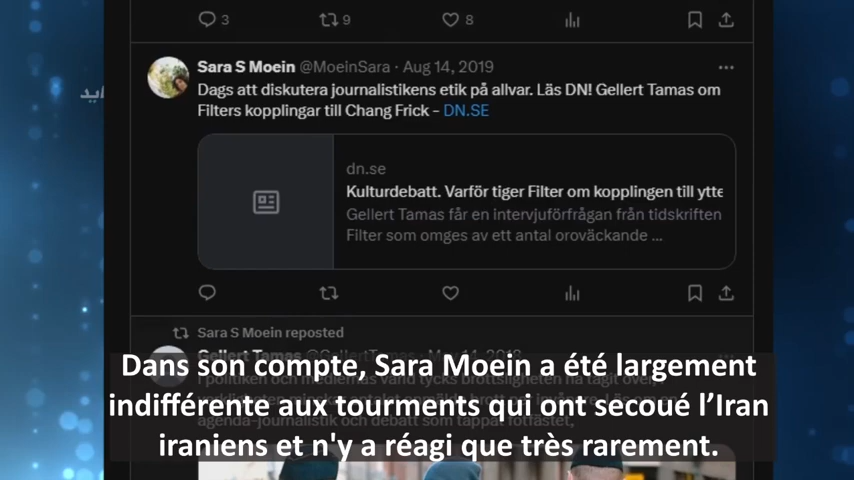 3 9 8
Sara S Moein @MoeinSara · Aug 14, 2019
Dags att diskutera journalistikens etik på allvar. Läs DN! Gellert Tamas om
Filters kopplingar till Chang Frick – DN.SE
dn.se
Kulturdebatt. Varför tiger Filter om kopplingen till ytte
Gellert Tamas får en intervjuförfrågan från tidskriften
Filter som omges av ett antal oroväckande ...
Sara S Moein reposted
Gellert Tamas @GellertTamas
Dans son compte, Sara Moein a été largement
indifférente aux tourments qui ont secoué l’Iran
iraniens et n'y a réagi que très rarement.